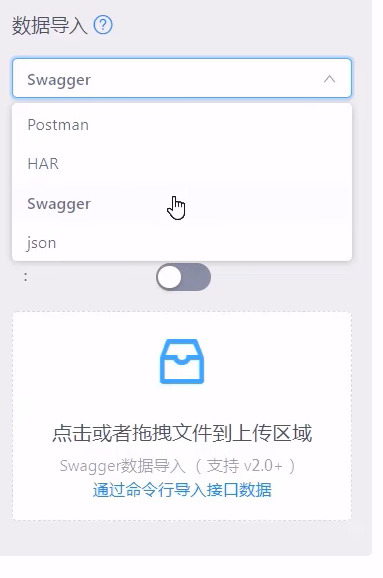 数据导入 ?
Swagger
Postman
HAR
Swagger
json
:
点击或者拖拽文件到上传区域
Swagger数据导入（支持 v2.0+ ）
通过命令行导入接口数据